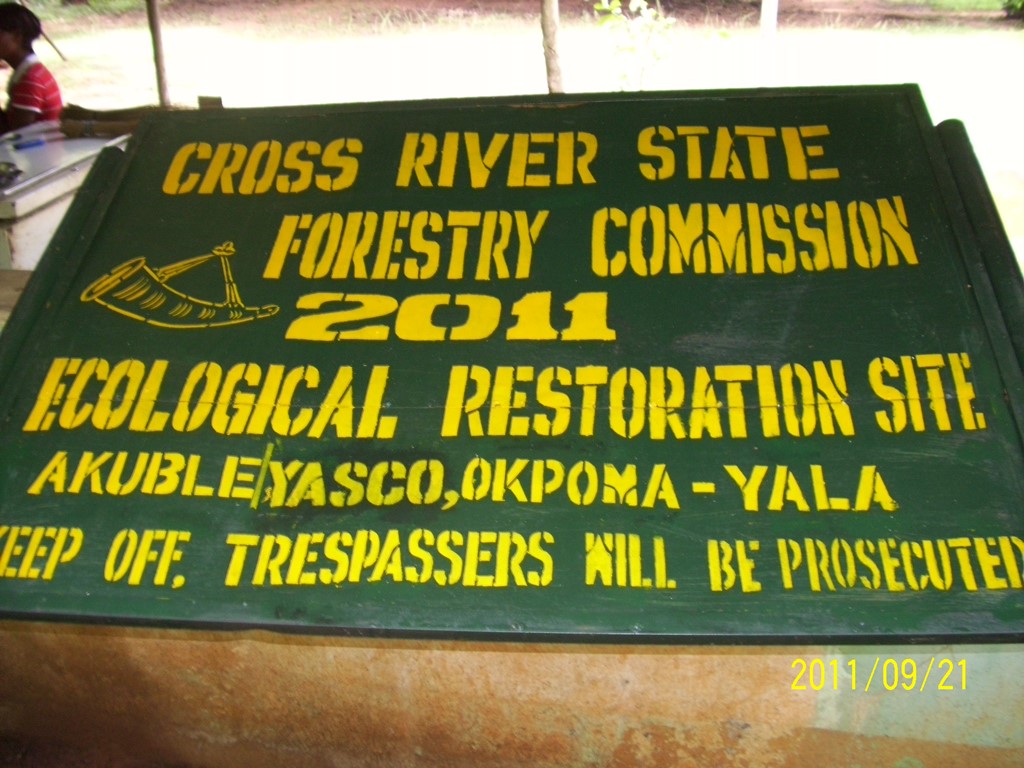 CROSS RIVER STATE
FORESTRY COMMISSION
2011
ECOLOGICAL RESTORATION SITE
AKUBLE/YASCO, OKPOMA - YALA
KEEP OFF. TRESPASSERS WILL BE PROSECUTED
2011/09/21